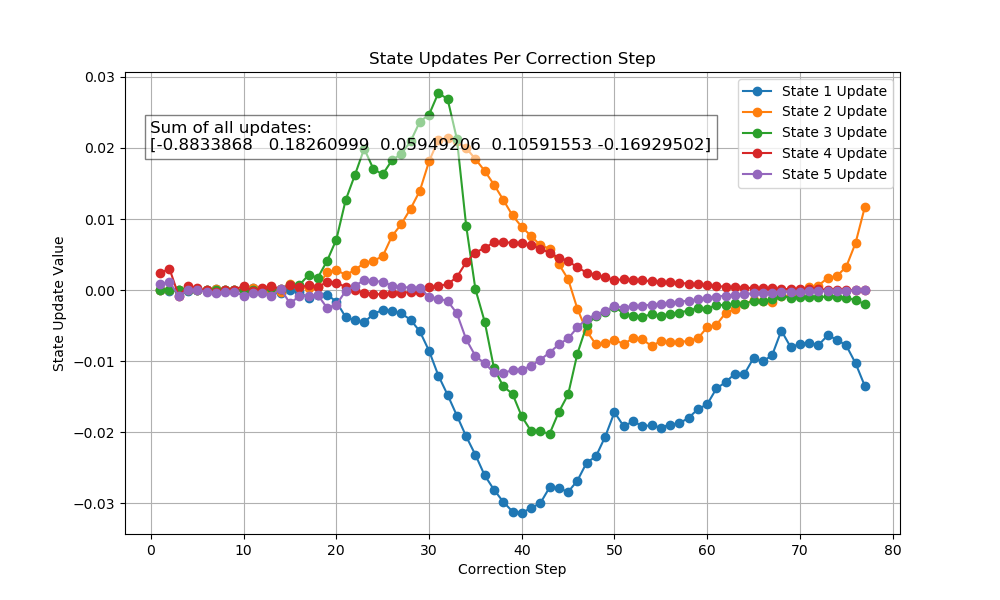 State Updates Per Correction Step
State Update Value
0.03
0.02
0.01
0.00
−0.01
−0.02
−0.03
Sum of all updates:
[-0.8833868   0.18260999  0.05949206  0.10591553 -0.16929502]
State 1 Update
State 2 Update
State 3 Update
State 4 Update
State 5 Update
0 10 20 30 40 50 60 70 80
Correction Step